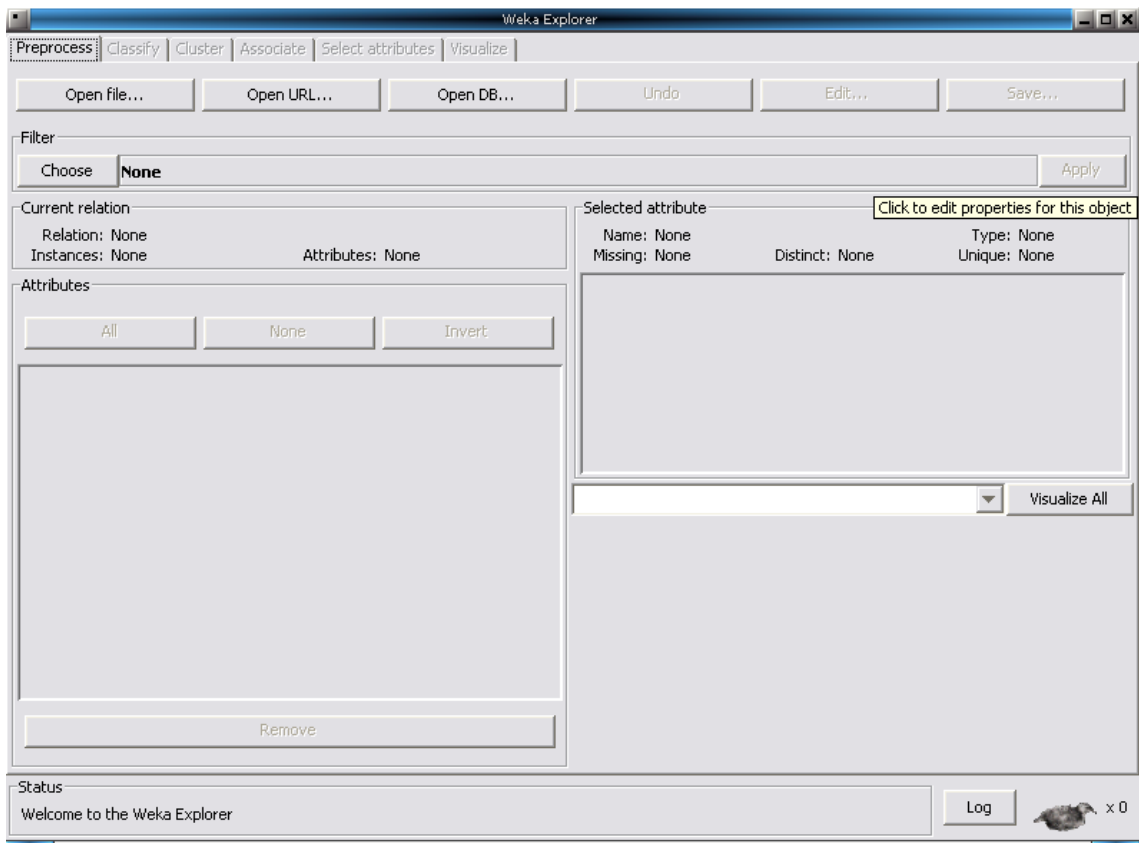 Weka Explorer
Preprocess Classify Cluster Associate Select attributes Visualize
Open file... Open URL... Open DB... Undo Edit... Save...
Filter
Choose None Apply
Click to edit properties for this object
Current relation
Relation: None
Instances: None Attributes: None
Selected attribute
Name: None Type: None
Missing: None Distinct: None Unique: None
Attributes
All None Invert
Visualize All
Remove
Status
Welcome to the Weka Explorer
Log x 0